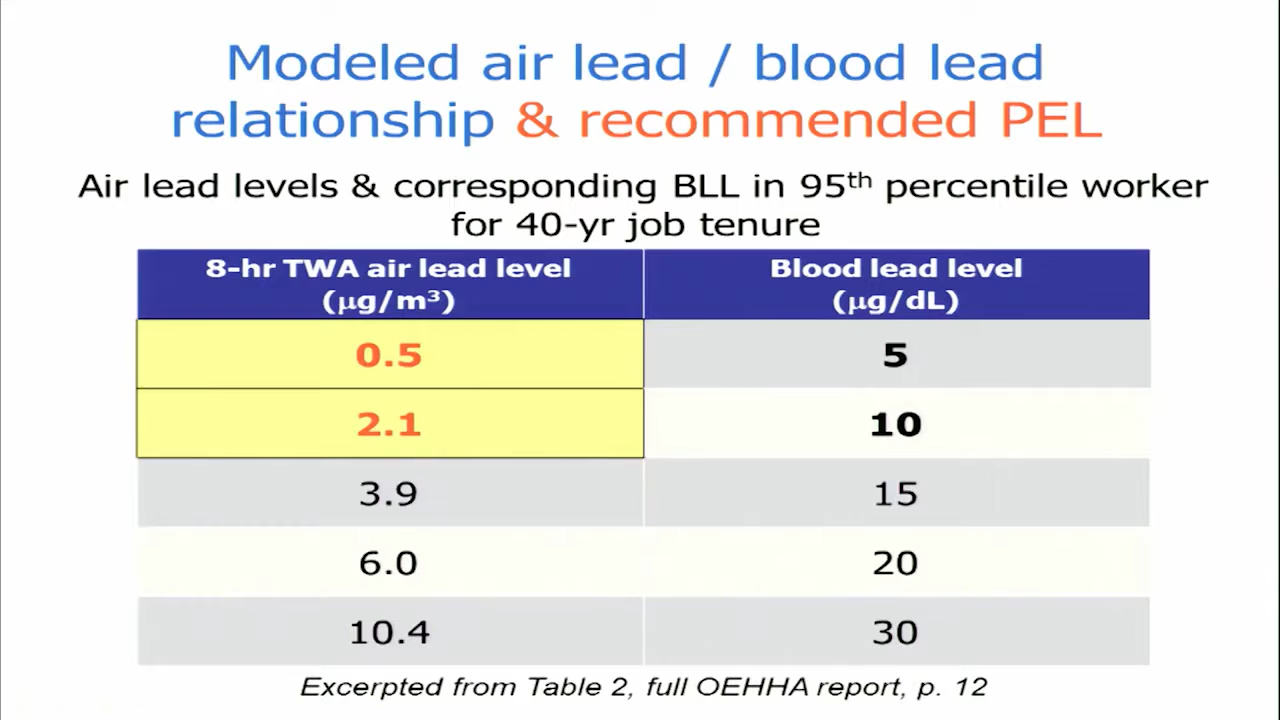 Modeled air lead / blood lead
relationship & recommended PEL
Air lead levels & corresponding BLL in 95th percentile worker
for 40-yr job tenure
8-hr TWA air lead level
(µg/m³)
Blood lead level
(µg/dL)
0.5 5
2.1 10
3.9 15
6.0 20
10.4 30
Excerpted from Table 2, full OEHHA report, p. 12